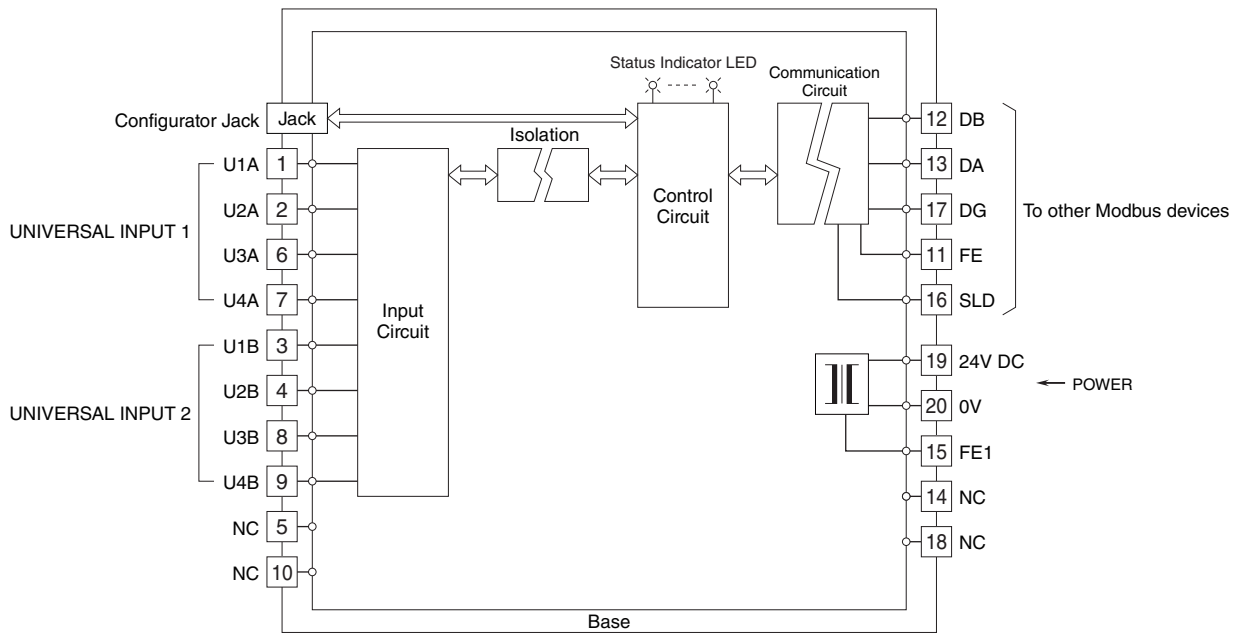 Status Indicator LED
Communication
Circuit
Configurator Jack
Jack
Isolation
12 DB
U1A 1
13 DA
UNIVERSAL INPUT 1
U2A 2
Control
Circuit
17 DG
To other Modbus devices
U3A 6
11 FE
U4A 7
Input
Circuit
16 SLD
U1B 3
19 24V DC
POWER
UNIVERSAL INPUT 2
U2B 4
20 0V
U3B 8
15 FE1
U4B 9
14 NC
NC 5
18 NC
NC 10
Base